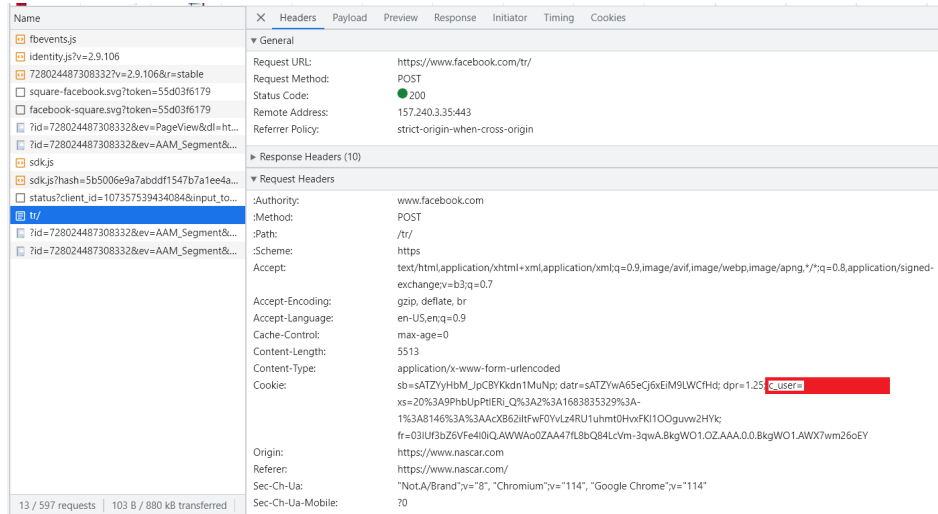 Name
fbevents.js
identity.js?v=2.9.106
728024487308332?v=2.9.106&r=stable
square-facebook.svg?token=55d03f6179
facebook-square.svg?token=55d03f6179
?id=728024487308332&ev=PageView&dl=ht...
?id=728024487308332&ev=AAM_Segment&...
sdk.js
sdk.js?hash=5b5006e9a7abddf1547b7a1ee4a...
status?client_id=107357539434084&input_to...
tr/
?id=728024487308332&ev=AAM_Segment&...
?id=728024487308332&ev=AAM_Segment&...
13 / 597 requests 103 B / 880 kB transferred
Headers Payload Preview Response Initiator Timing Cookies
General
Request URL: https://www.facebook.com/tr/
Request Method: POST
Status Code: 200
Remote Address: 157.240.3.35:443
Referrer Policy: strict-origin-when-cross-origin
Response Headers (10)
Request Headers
:Authority: www.facebook.com
:Method: POST
:Path: /tr/
:Scheme: https
Accept: text/html,application/xhtml+xml,application/xml;q=0.9,image/avif,image/webp,image/apng,*/*;q=0.8,application/signed-
exchange;v=b3;q=0.7
Accept-Encoding: gzip, deflate, br
Accept-Language: en-US,en;q=0.9
Cache-Control: max-age=0
Content-Length: 5513
Content-Type: application/x-www-form-urlencoded
Cookie: sb=sATZYyHbM_JpCBYKkdn1MuNp; datr=sATZYwA65eCj6xEiM9LWCfHd; dpr=1.25; c_user=
xs=20%3A9PhbUpPtlERi_Q%3A2%3A1683835329%3A-
1%3A8146%3A%3AAcXB62iltFwF0YvLz4RU1uhmt0HvxFKl1OOguvw2HYk;
fr=03IUf3bZ6VFe4I0iQ.AWWAo0ZAA47fL8bQ84LcVm-3qwA.BkgWO1.OZ.AAA.0.0.BkgWO1.AWX7wm26oEY
Origin: https://www.nascar.com
Referer: https://www.nascar.com/
Sec-Ch-Ua: "Not.A/Brand";v="8", "Chromium";v="114", "Google Chrome";v="114"
Sec-Ch-Ua-Mobile: ?0